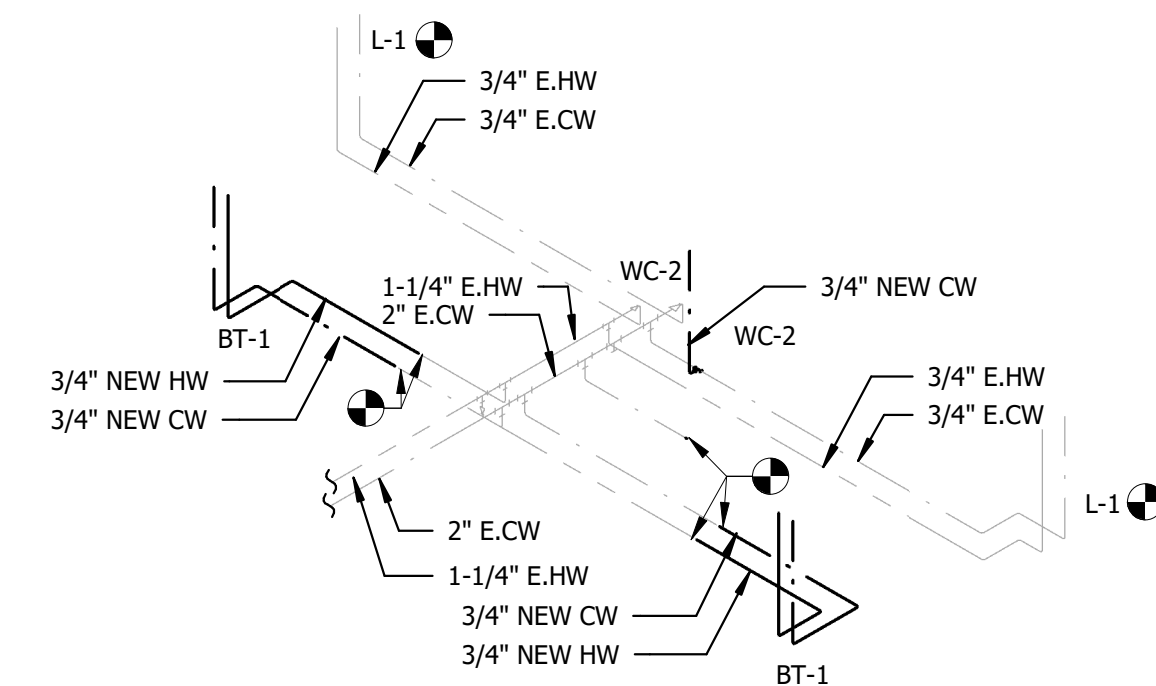 L-1
3/4" E.HW
3/4" E.CW
WC-2
1-1/4" E.HW
2" E.CW
3/4" NEW CW
WC-2
BT-1
3/4" NEW HW
3/4" NEW CW
3/4" E.HW
3/4" E.CW
L-1
2" E.CW
1-1/4" E.HW
3/4" NEW CW
3/4" NEW HW
BT-1